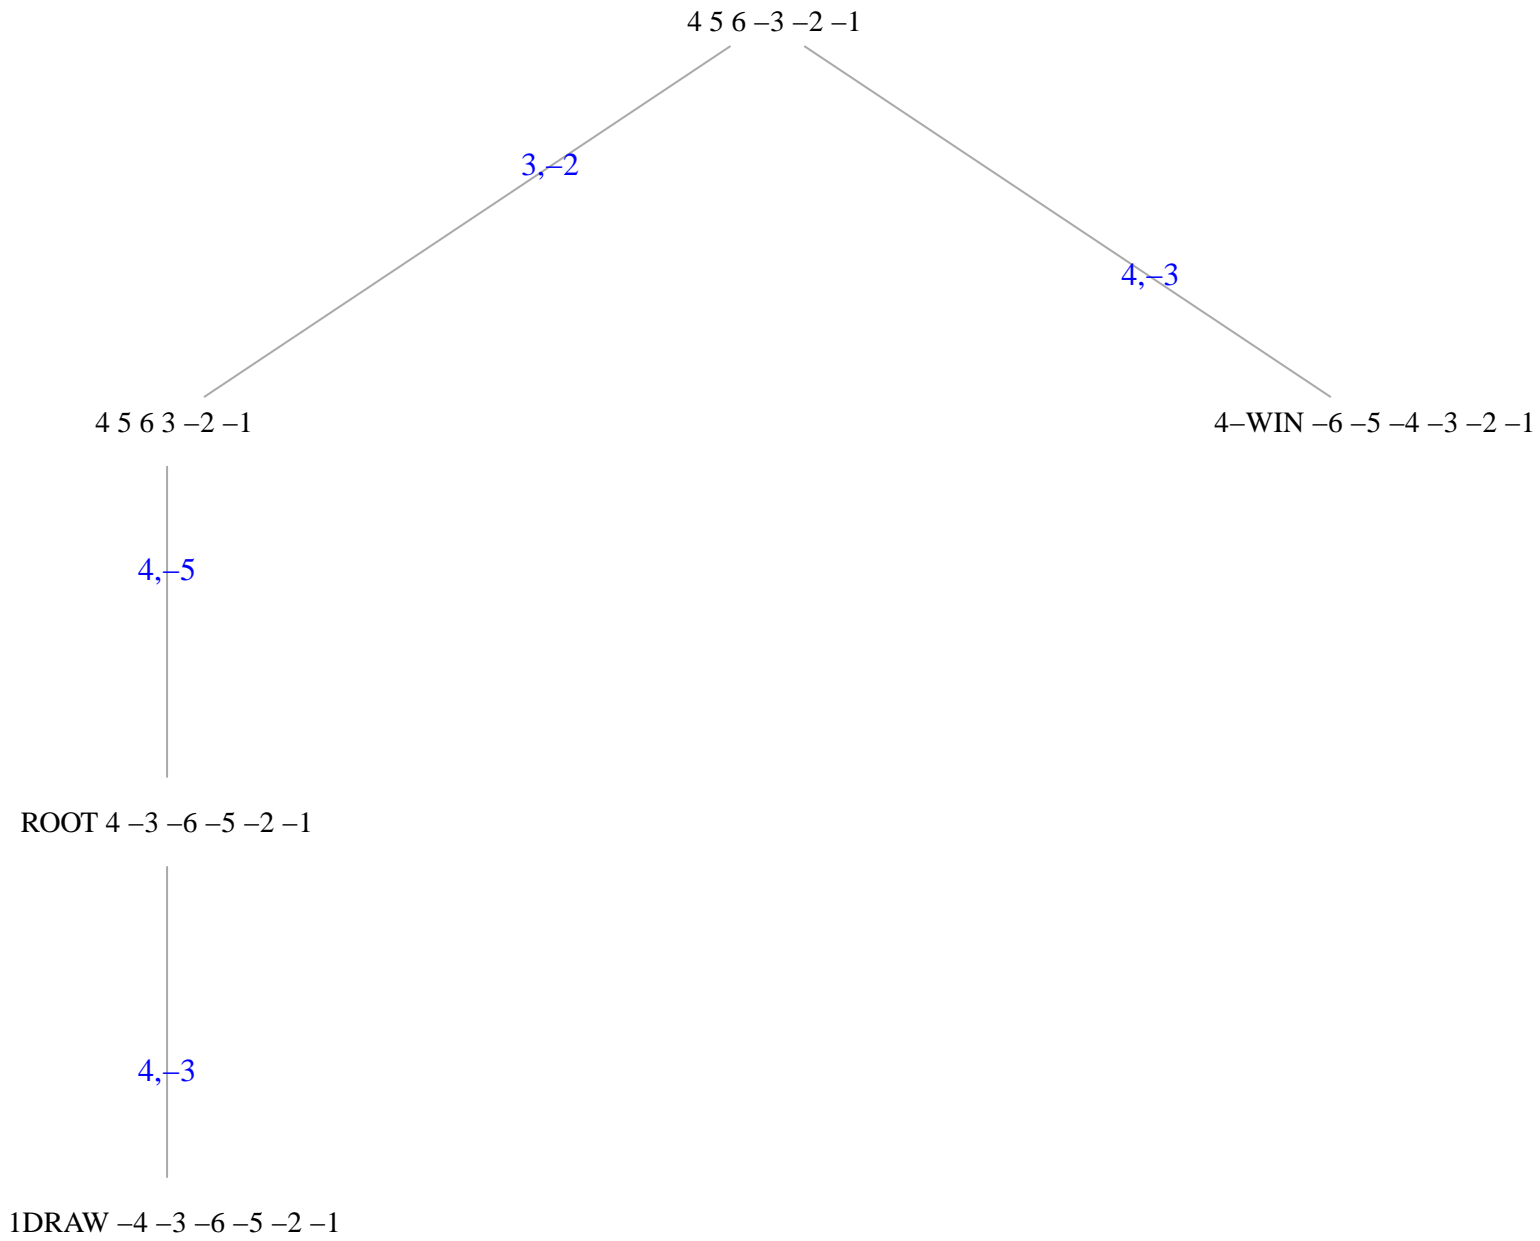 4 5 6 –3 –2 –1
3,–2
4,–3
4 5 6 3 –2 –1
4–WIN –6 –5 –4 –3 –2 –1
4,–5
ROOT 4 –3 –6 –5 –2 –1
4,–3
1DRAW –4 –3 –6 –5 –2 –1